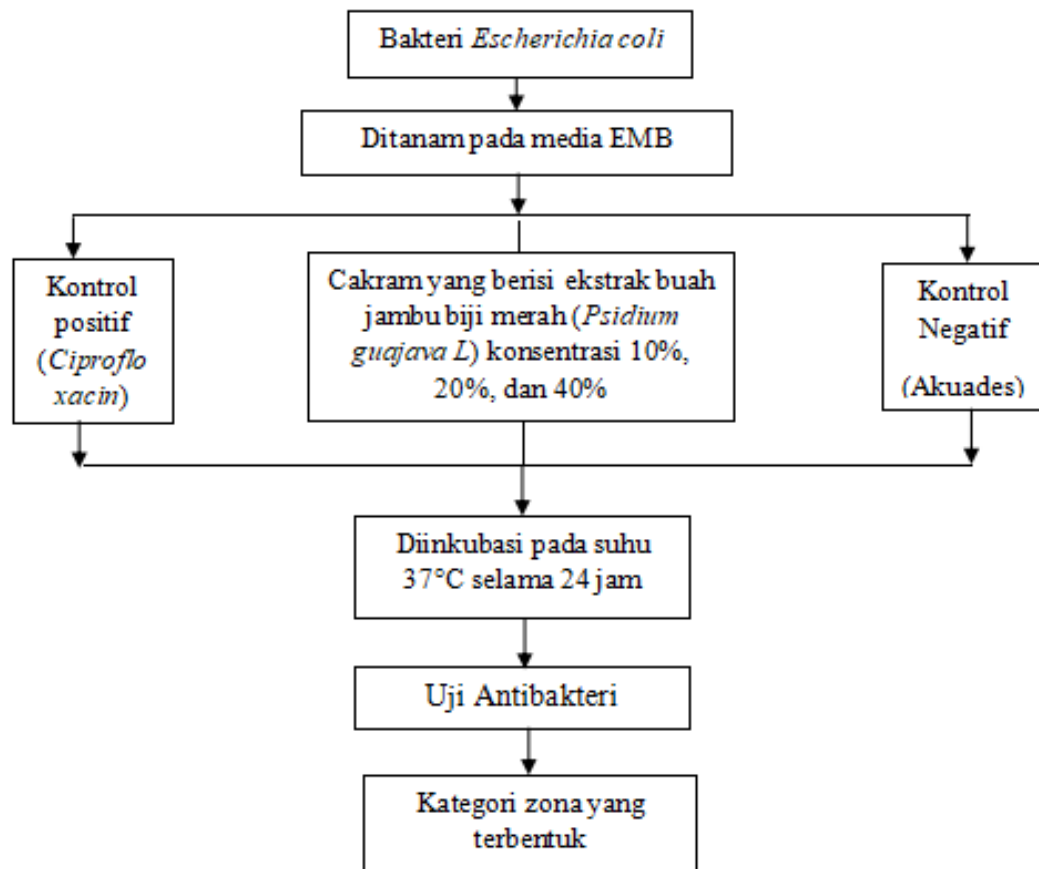 Bakteri Escherichia coli
Ditanam pada media EMB
Kontrol
positif
(Ciproflo
xacin)
Cakram yang berisi ekstrak buah
jambu biji merah (Psidium
guajava L) konsentrasi 10%,
20%, dan 40%
Kontrol
Negatif
(Akuades)
Diinkubasi pada suhu
37°C selama 24 jam
Uji Antibakteri
Kategori zona yang
terbentuk